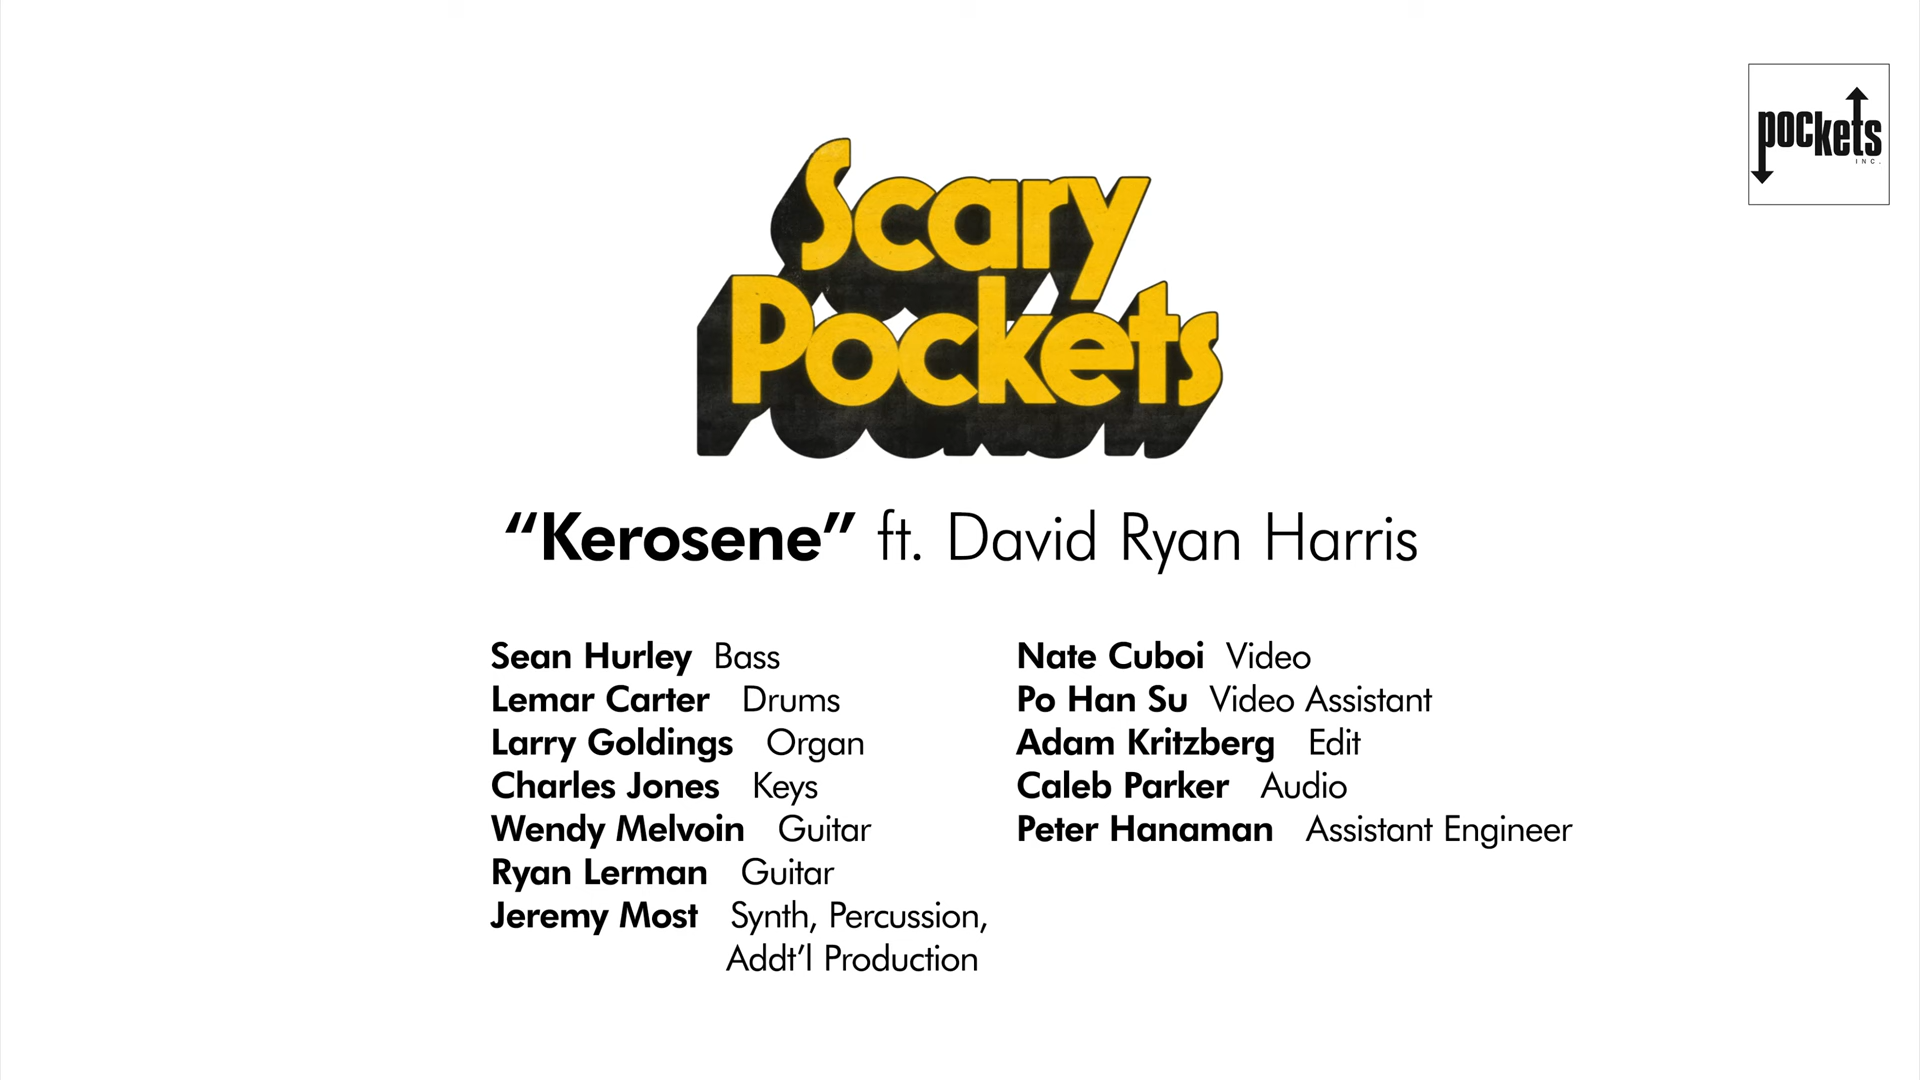 pockets
INC.
Scary
Pockets
“Kerosene” ft. David Ryan Harris
Sean Hurley Bass
Lemar Carter Drums
Larry Goldings Organ
Charles Jones Keys
Wendy Melvoin Guitar
Ryan Lerman Guitar
Jeremy Most Synth, Percussion,
Addt’l Production
Nate Cuboi Video
Po Han Su Video Assistant
Adam Kritzberg Edit
Caleb Parker Audio
Peter Hanaman Assistant Engineer